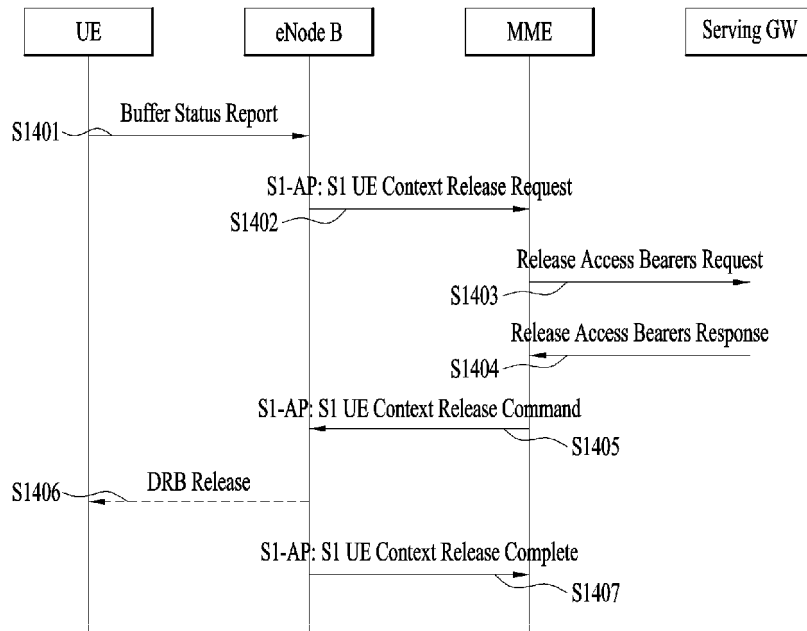 UE
eNode B
MME
Serving GW
Buffer Status Report
S1401
S1-AP: S1 UE Context Release Request
S1402
Release Access Bearers Request
S1403
Release Access Bearers Response
S1404
S1-AP: S1 UE Context Release Command
S1405
DRB Release
S1406
S1-AP: S1 UE Context Release Complete
S1407